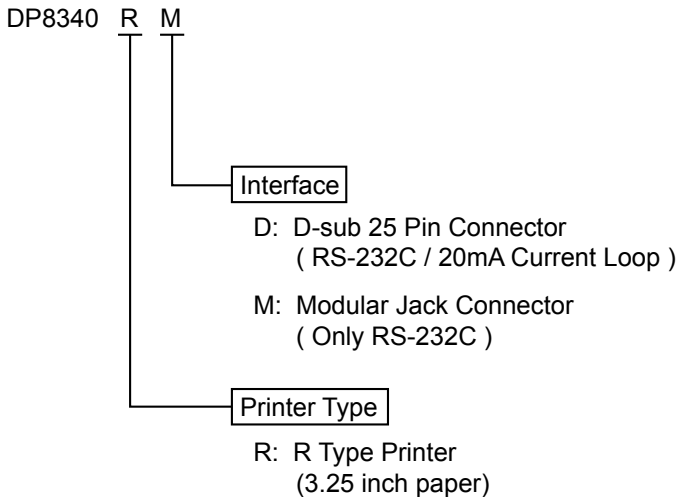 DP8340 R M
Interface
D: D-sub 25 Pin Connector
( RS-232C / 20mA Current Loop )
M: Modular Jack Connector
( Only RS-232C )
Printer Type
R: R Type Printer
(3.25 inch paper)